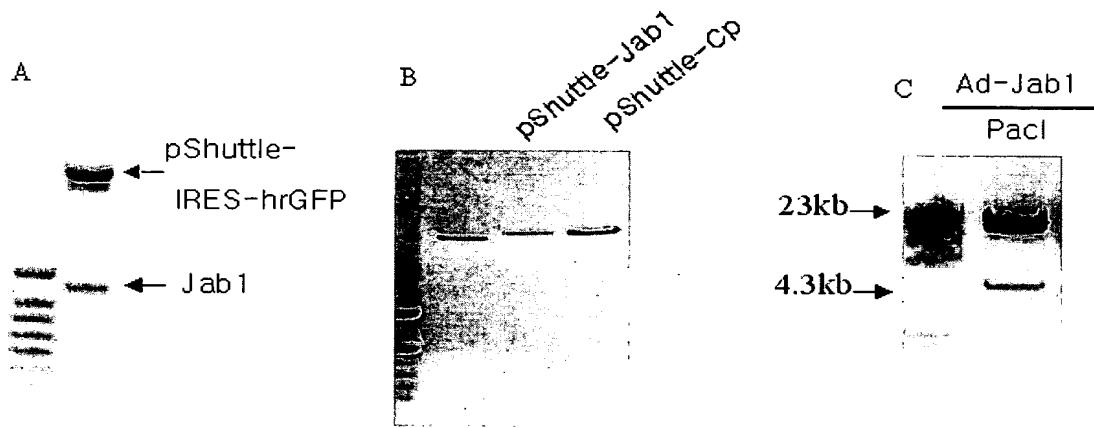 A
pShuttle-
IRES-hrGFP
Jab1
B
pShuttle-Jab1
pShuttle-Cp
C
Ad-Jab1
PacI
23kb
4.3kb